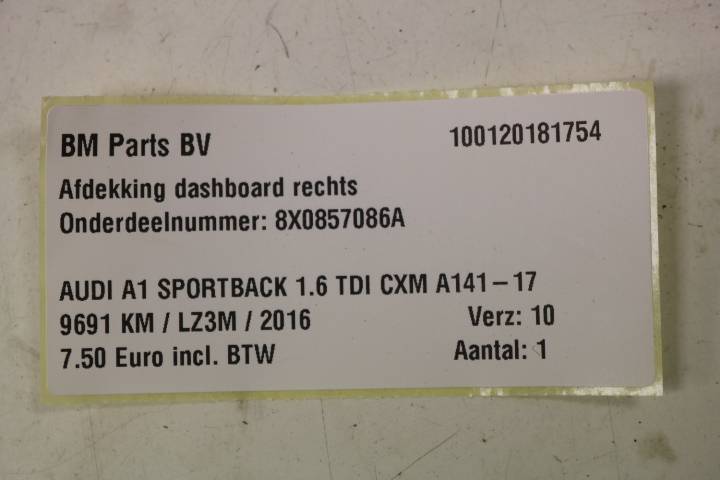 BM Parts BV 100120181754
Afdekking dashboard rechts
Onderdeelnummer: 8X0857086A
AUDI A1 SPORTBACK 1.6 TDI CXM A141-17
9691 KM / LZ3M / 2016 Verz: 10
7.50 Euro incl. BTW Aantal: 1